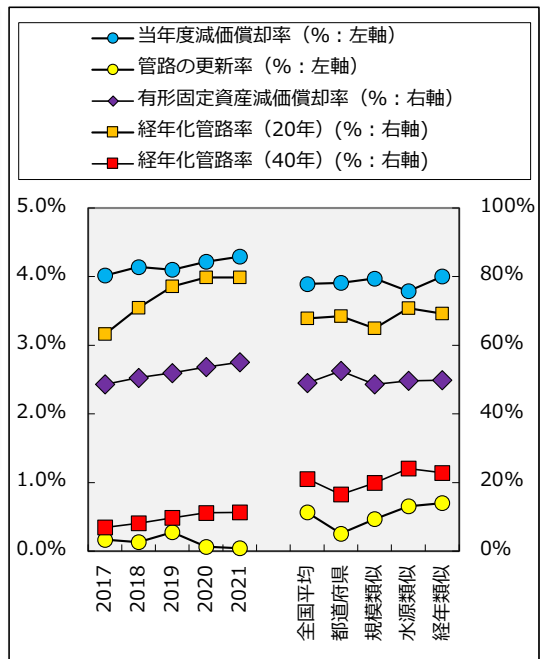 当年度減価償却率（%：左軸）
管路の更新率（%：左軸）
有形固定資産減価償却率（%：右軸）
経年化管路率（20年）(%：右軸)
経年化管路率（40年）(%：右軸)
5.0% 100%
4.0% 80%
3.0% 60%
2.0% 40%
1.0% 20%
0.0% 0%
2017
2018
2019
2020
2021
全国平均
都道府県
規模類似
水源類似
経年類似